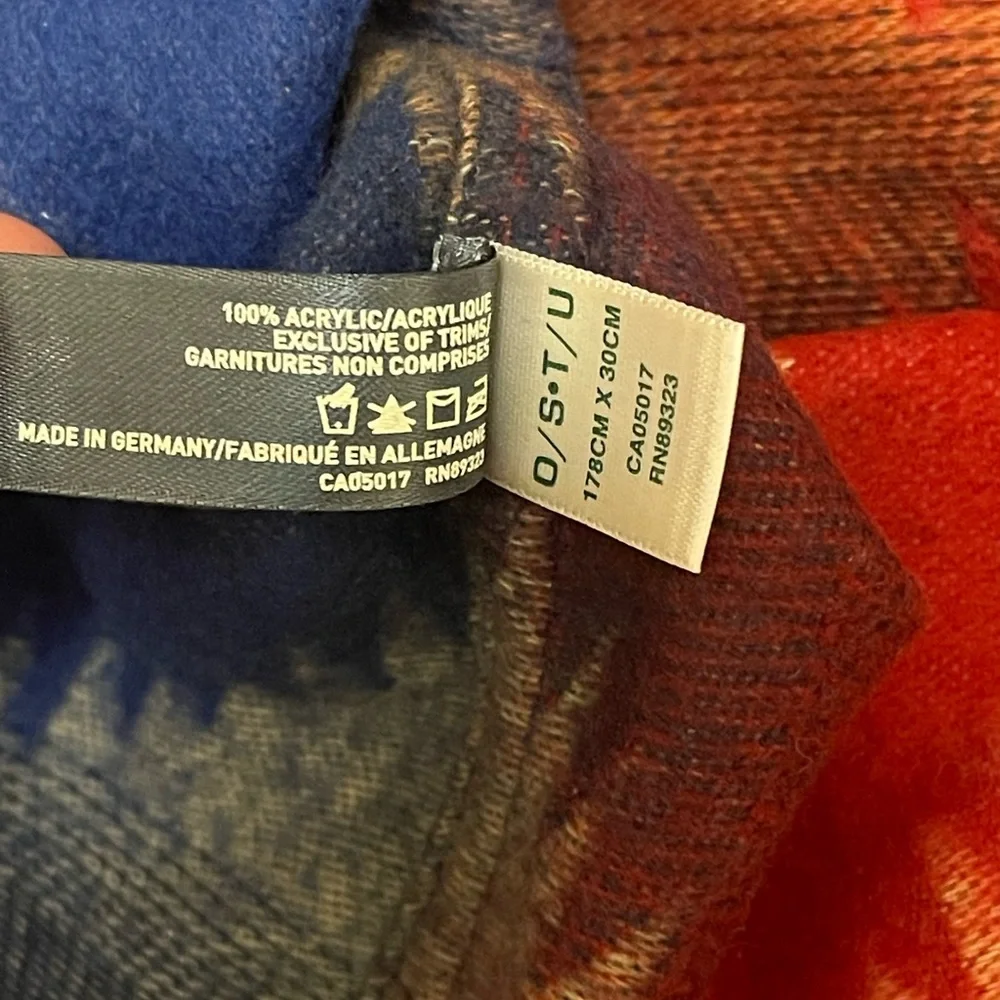 100% ACRYLIC/ACRYLIQUE
EXCLUSIVE OF TRIMS/
GARNITURES NON COMPRISES
MADE IN GERMANY/FABRIQUÉ EN ALLEMAGNE
CA05017 RN89323
O/S•T/U
178CM X 30CM
CA05017
RN89323